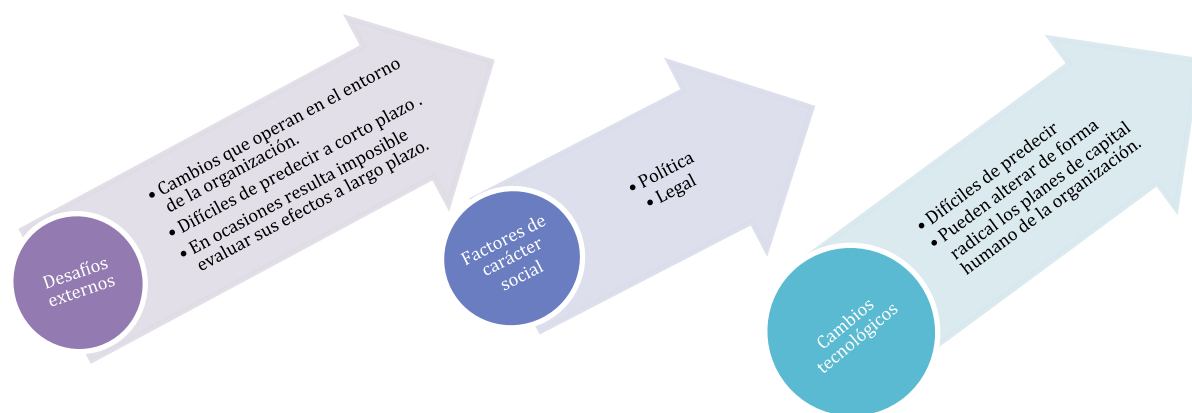 Desafíos
externos
• Cambios que operan en el entorno
de la organización.
• Difíciles de predecir a corto plazo .
• En ocasiones resulta imposible
evaluar sus efectos a largo plazo.
Factores de
carácter
social
• Política
• Legal
Cambios
tecnológicos
• Difíciles de predecir
• Pueden alterar de forma
radical los planes de capital
humano de la organización.